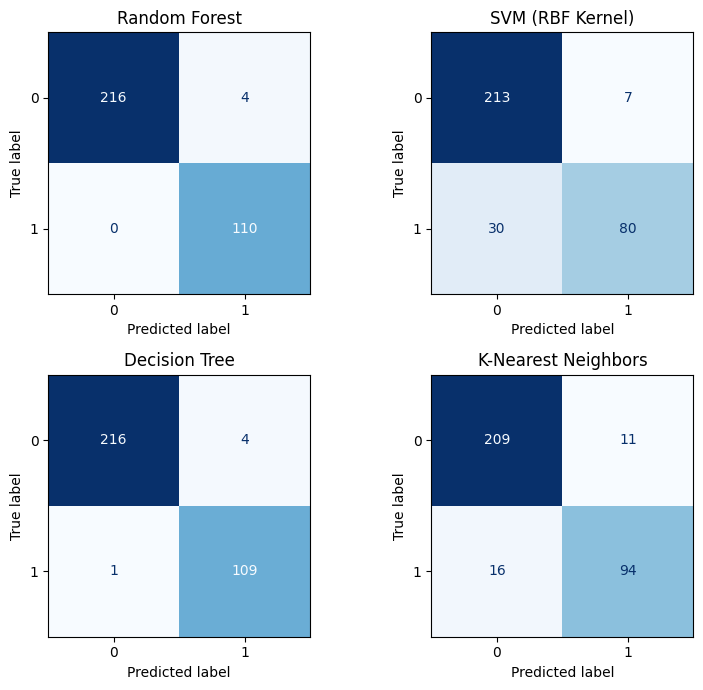 Random Forest
0 216 4
1 0 110
True label
0 1
Predicted label
SVM (RBF Kernel)
0 213 7
1 30 80
True label
0 1
Predicted label
Decision Tree
0 216 4
1 1 109
True label
0 1
Predicted label
K-Nearest Neighbors
0 209 11
1 16 94
True label
0 1
Predicted label